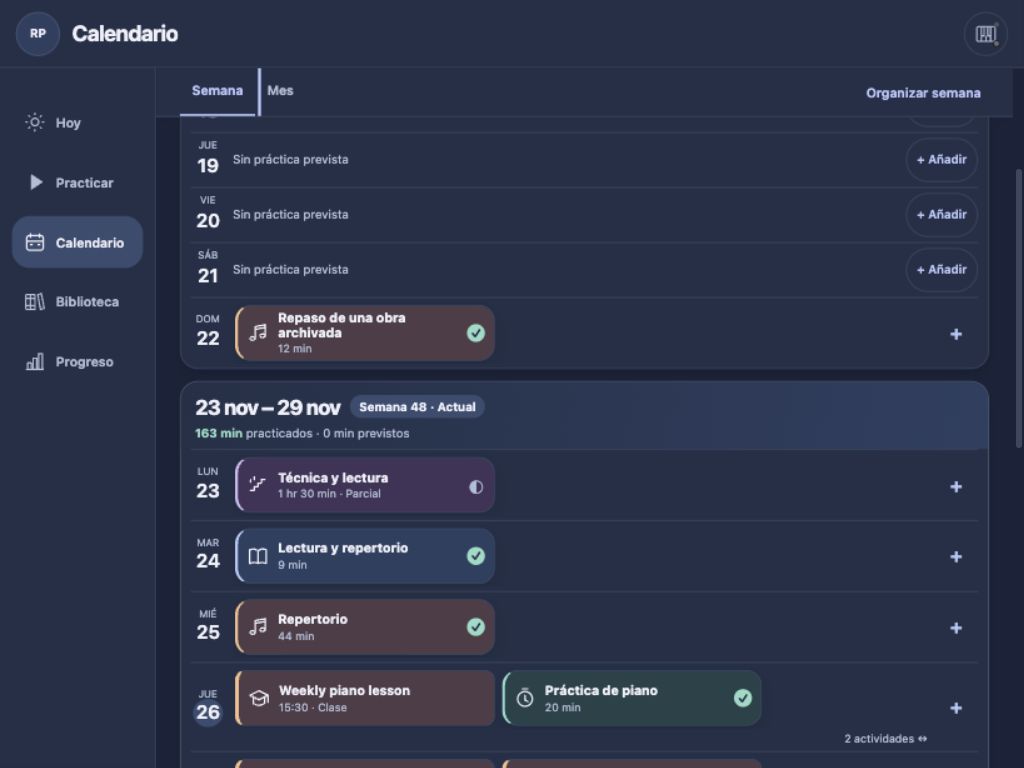 RP
Calendario
Semana
Mes
Organizar semana
Hoy
Practicar
Calendario
Biblioteca
Progreso
JUE
19
Sin práctica prevista
+ Añadir
VIE
20
Sin práctica prevista
+ Añadir
SÁB
21
Sin práctica prevista
+ Añadir
DOM
22
Repaso de una obra
archivada
12 min
+
23 nov – 29 nov
Semana 48 · Actual
163 min practicados · 0 min previstos
LUN
23
Técnica y lectura
1 hr 30 min · Parcial
+
MAR
24
Lectura y repertorio
9 min
+
MIÉ
25
Repertorio
44 min
+
JUE
26
Weekly piano lesson
15:30 · Clase
Práctica de piano
20 min
+
2 actividades ⇔